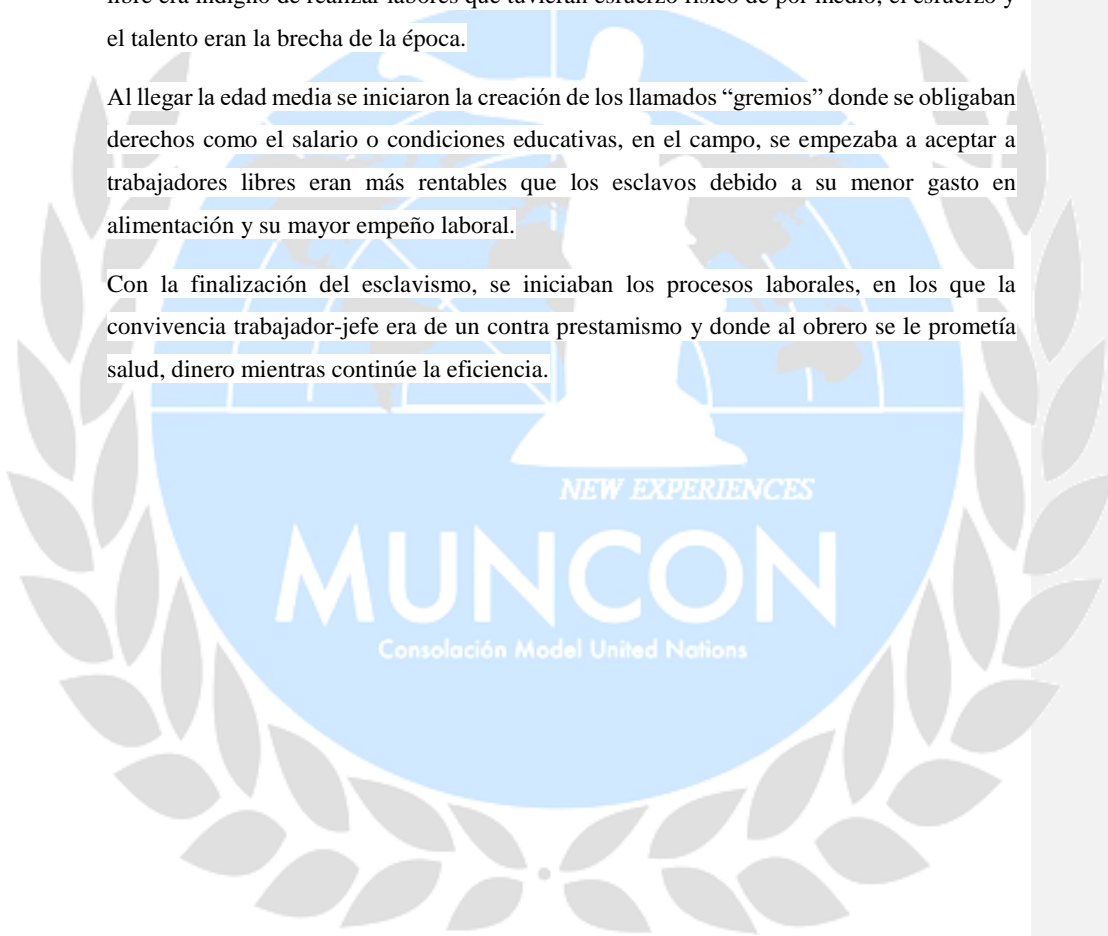 libre era indigno de realizar labores que tuvieran esfuerzo físico de por medio, el esfuerzo y
el talento eran la brecha de la época.
Al llegar la edad media se iniciaron la creación de los llamados “gremios” donde se obligaban
derechos como el salario o condiciones educativas, en el campo, se empezaba a aceptar a
trabajadores libres eran más rentables que los esclavos debido a su menor gasto en
alimentación y su mayor empeño laboral.
Con la finalización del esclavismo, se iniciaban los procesos laborales, en los que la
convivencia trabajador-jefe era de un contra prestamismo y donde al obrero se le prometía
salud, dinero mientras continúe la eficiencia.
NEW EXPERIENCES
MUNCON
Consolación Model United Nations